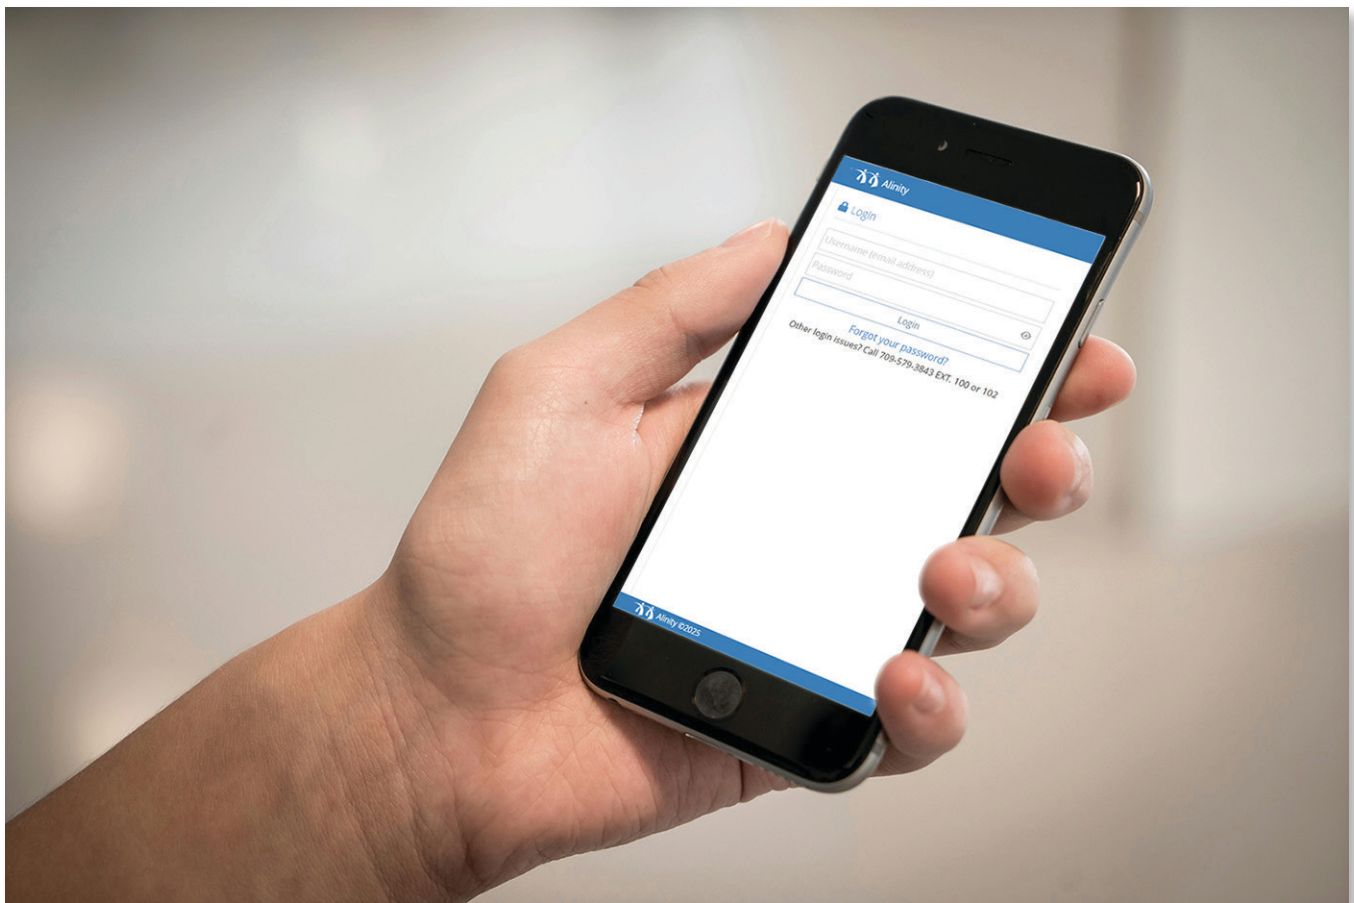 Alinity
Login
Username (email address)
Password
Login
Forgot your password?
Other login issues? Call 709-579-3843 EXT. 100 or 102
Alinity ©2025